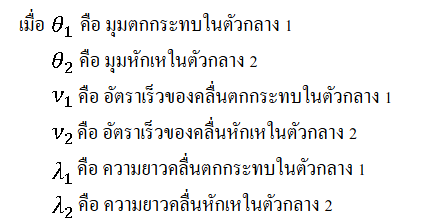 เมื่อ θ₁ คือ มุมตกกระทบในตัวกลาง 1
θ₂ คือ มุมหักเหในตัวกลาง 2
ν₁ คือ อัตราเร็วของคลื่นตกกระทบในตัวกลาง 1
ν₂ คือ อัตราเร็วของคลื่นหักเหในตัวกลาง 2
λ₁ คือ ความยาวคลื่นตกกระทบในตัวกลาง 1
λ₂ คือ ความยาวคลื่นหักเหในตัวกลาง 2